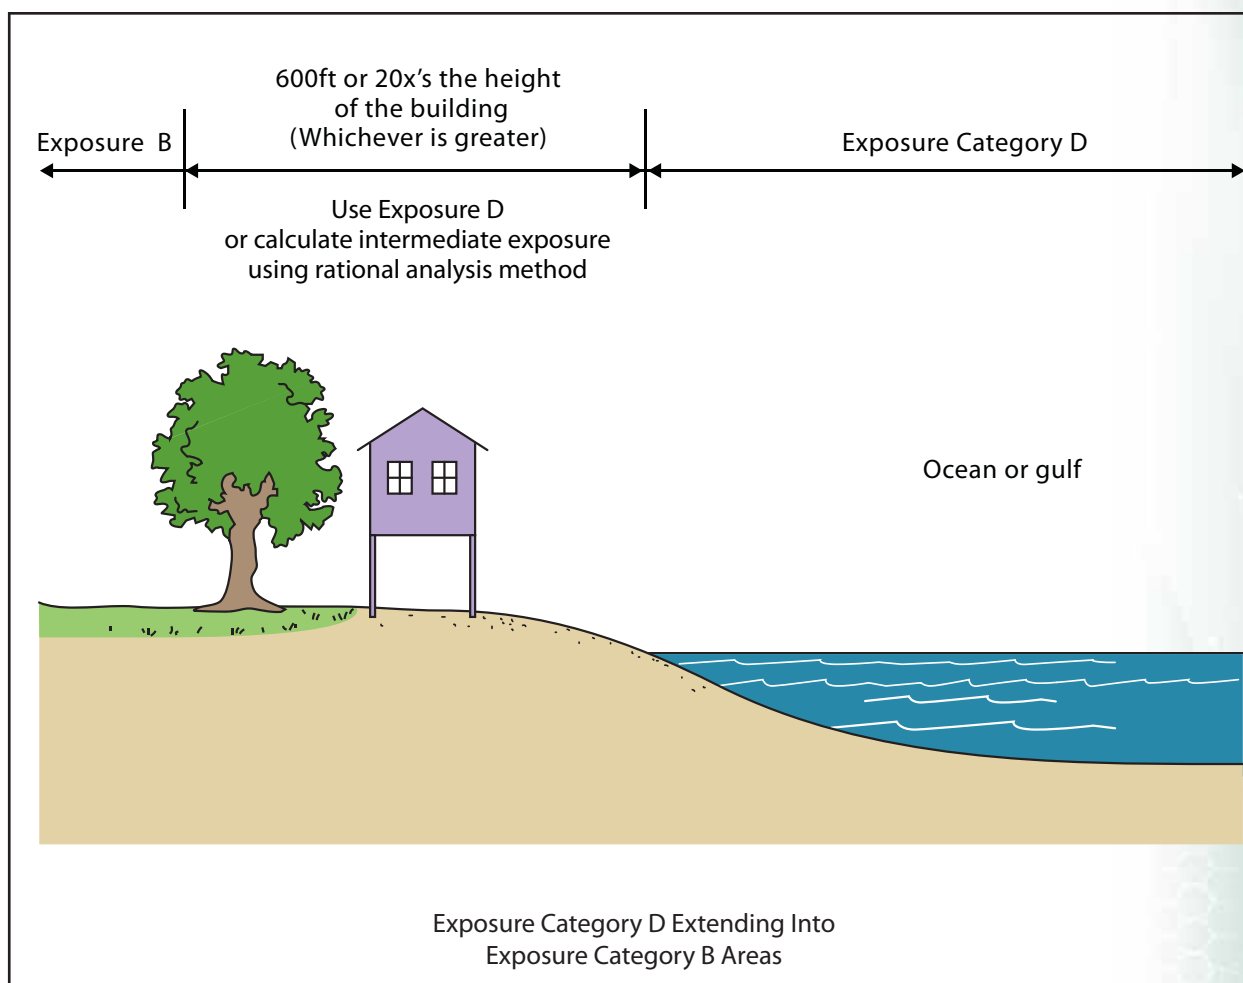 600ft or 20x's the height
of the building
(Whichever is greater)
Exposure B
Exposure Category D
Use Exposure D
or calculate intermediate exposure
using rational analysis method
Ocean or gulf
Exposure Category D Extending Into
Exposure Category B Areas